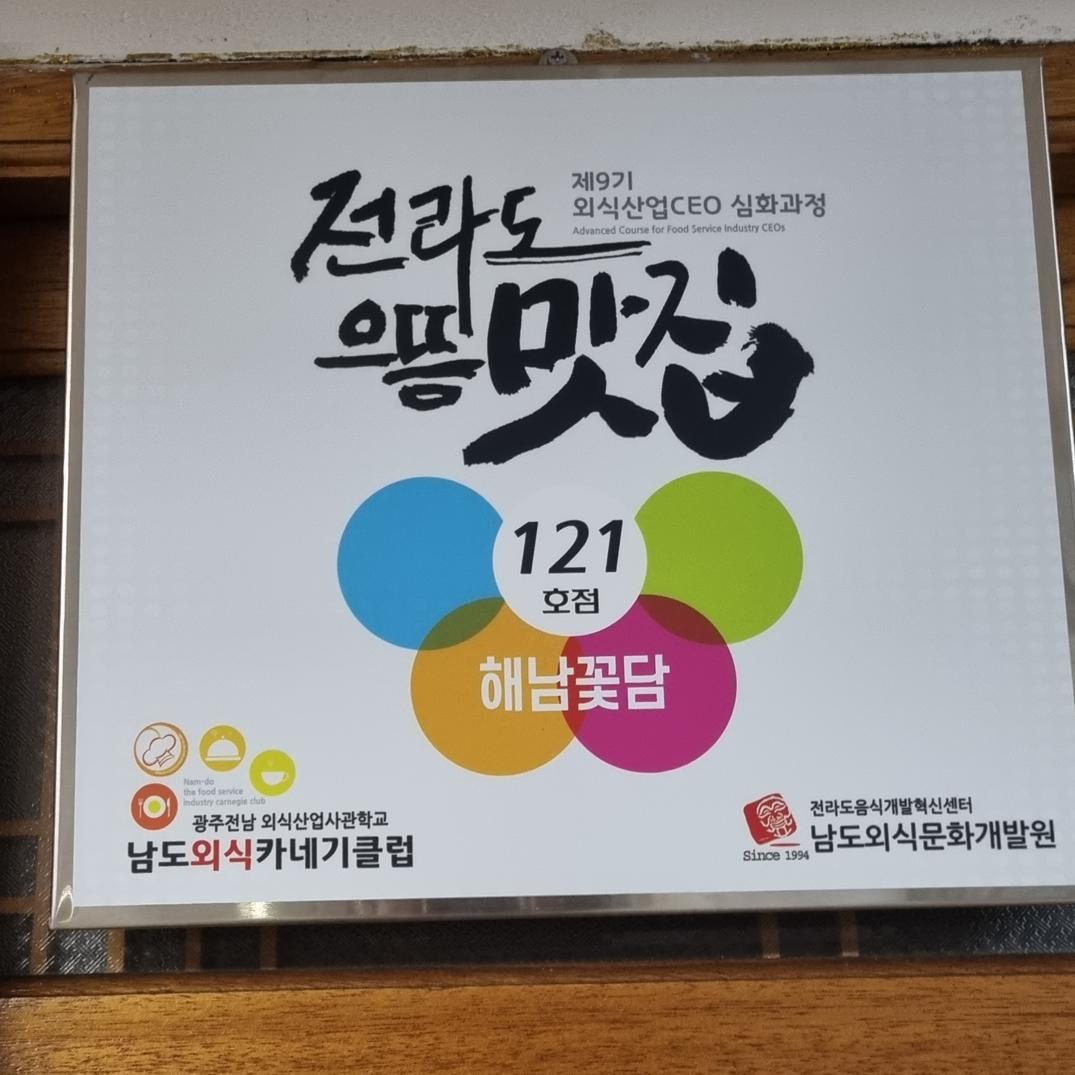 전라도
제9기
외식산업CEO 심화과정
Advanced Course for Food Service Industry CEOs
으뜸 맛집
121
호점
해남꽃담
Nam-do
the food service
industry carnegie club
광주전남 외식산업사관학교
남도외식카네기클럽
전라도음식개발혁신센터
남도외식문화개발원
Since 1994